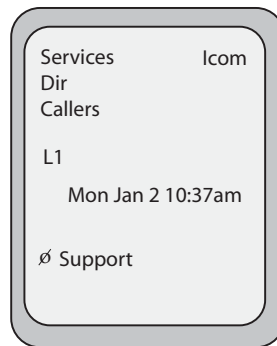 Services Icom
Dir
Callers
L1
Mon Jan 2 10:37am
ø Support